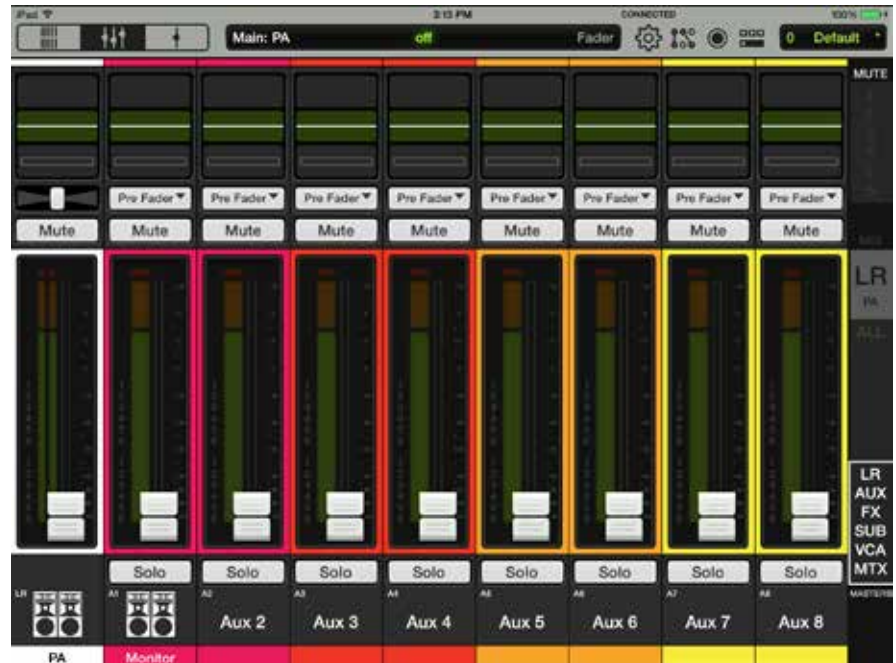 iPad 3:13 PM CONNECTED 100%
Main: PA off Fader 0 Default
MUTE
Pre Fader Pre Fader Pre Fader Pre Fader Pre Fader Pre Fader Pre Fader Pre Fader
Mute Mute Mute Mute Mute Mute Mute Mute Mute
LR
PA
ALL
LR
AUX
FX
SUB
VCA
MTX
Solo Solo Solo Solo Solo Solo Solo Solo
LR A1 A2 A3 A4 A5 A6 A7 A8 MASTERS
Aux 2 Aux 3 Aux 4 Aux 5 Aux 6 Aux 7 Aux 8
PA Monitor